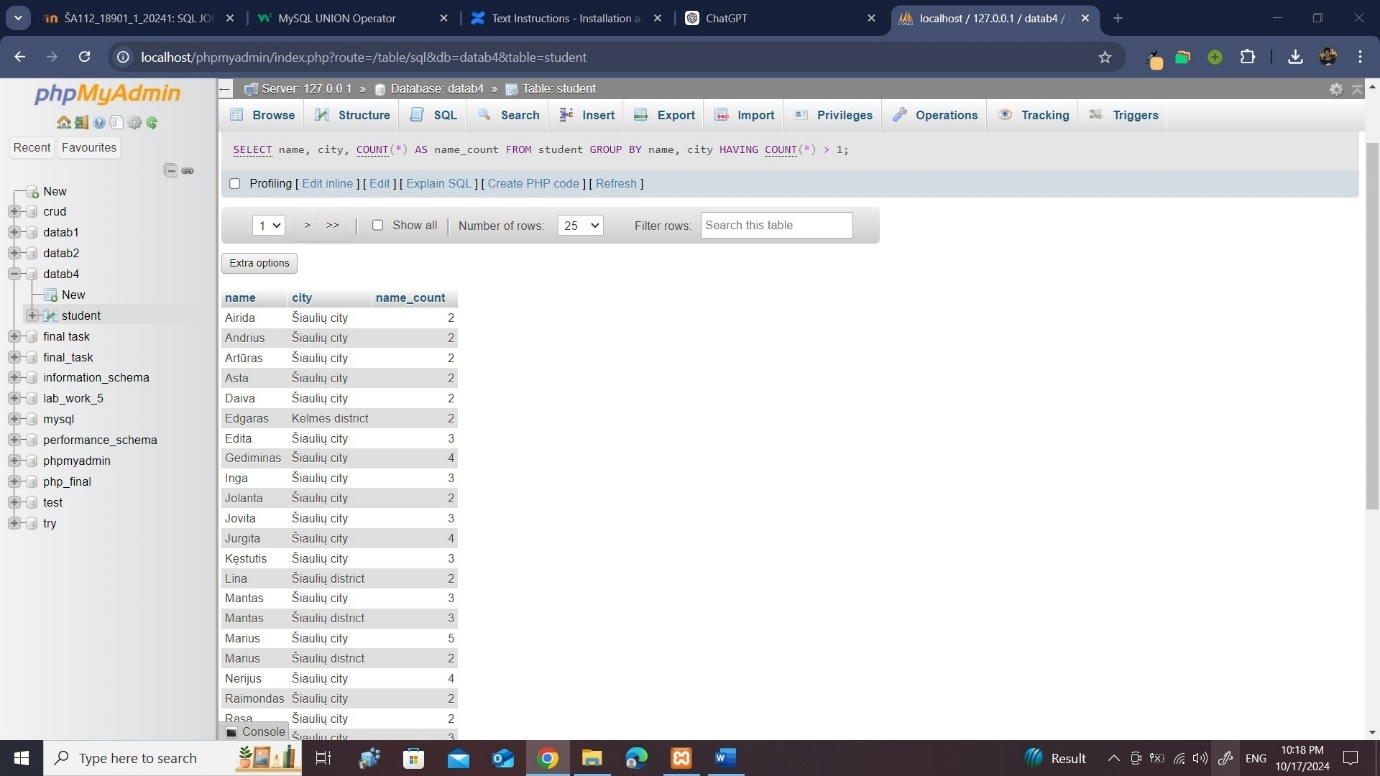 ŠA112_18901_1_20241: SQL JO
MySQL UNION Operator
Text Instructions - Installation a
ChatGPT
localhost / 127.0.0.1 / datab4 /
localhost/phpmyadmin/index.php?route=/table/sql&db=datab4&table=student
phpMyAdmin
Recent Favourites
New
crud
datab1
datab2
datab4
New
student
final task
final_task
information_schema
lab_work_5
mysql
performance_schema
phpmyadmin
php_final
test
try
Server: 127.0.0.1 » Database: datab4 » Table: student
Browse Structure SQL Search Insert Export Import Privileges Operations Tracking Triggers
SELECT name, city, COUNT(*) AS name_count FROM student GROUP BY name, city HAVING COUNT(*) > 1;
Profiling [ Edit inline ] [ Edit ] [ Explain SQL ] [ Create PHP code ] [ Refresh ]
1 > >> Show all Number of rows: 25 Filter rows: Search this table
Extra options
name city name_count
Airida Šiaulių city 2
Andrius Šiaulių city 2
Artūras Šiaulių city 2
Asta Šiaulių city 2
Daiva Šiaulių city 2
Edgaras Kelmės district 2
Edita Šiaulių city 3
Gediminas Šiaulių city 4
Inga Šiaulių city 3
Jolanta Šiaulių city 2
Jovita Šiaulių city 3
Jurgita Šiaulių city 4
Kęstutis Šiaulių city 3
Lina Šiaulių district 2
Mantas Šiaulių city 3
Mantas Šiaulių district 3
Marius Šiaulių city 5
Marius Šiaulių district 2
Nerijus Šiaulių city 4
Raimondas Šiaulių city 2
Rasa Šiaulių city 2
Console Šiaulių city 3
Type here to search
Result
ENG
10:18 PM
10/17/2024